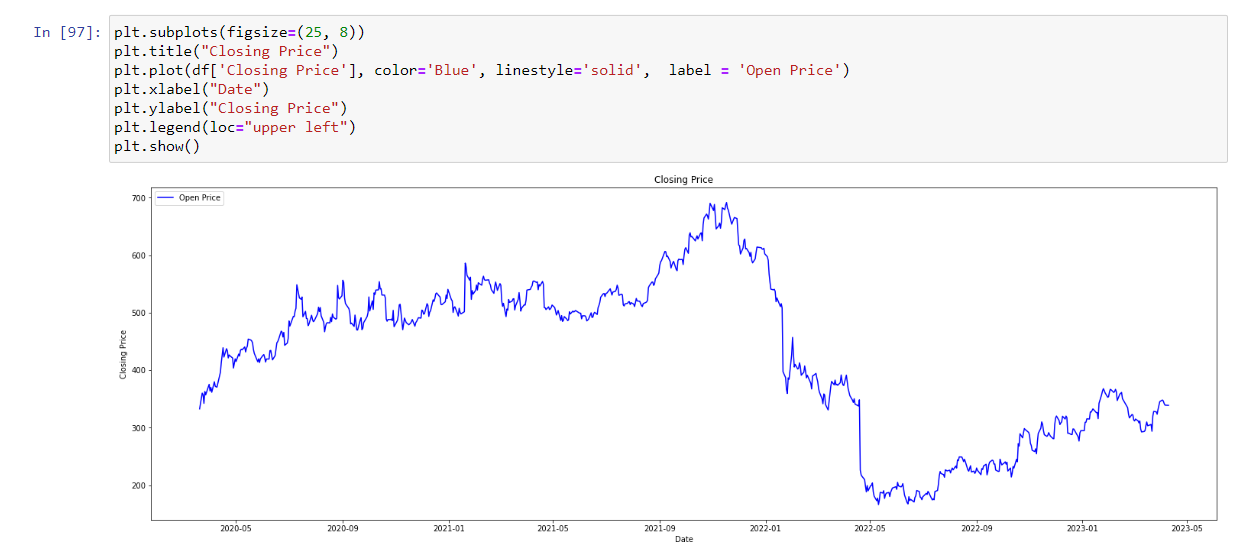 In [97]: plt.subplots(figsize=(25, 8))
plt.title("Closing Price")
plt.plot(df['Closing Price'], color='Blue', linestyle='solid',  label = 'Open Price')
plt.xlabel("Date")
plt.ylabel("Closing Price")
plt.legend(loc="upper left")
plt.show()
Closing Price
Open Price
700
600
500
400
300
200
Closing Price
2020-05 2020-09 2021-01 2021-05 2021-09 2022-01 2022-05 2022-09 2023-01 2023-05
Date